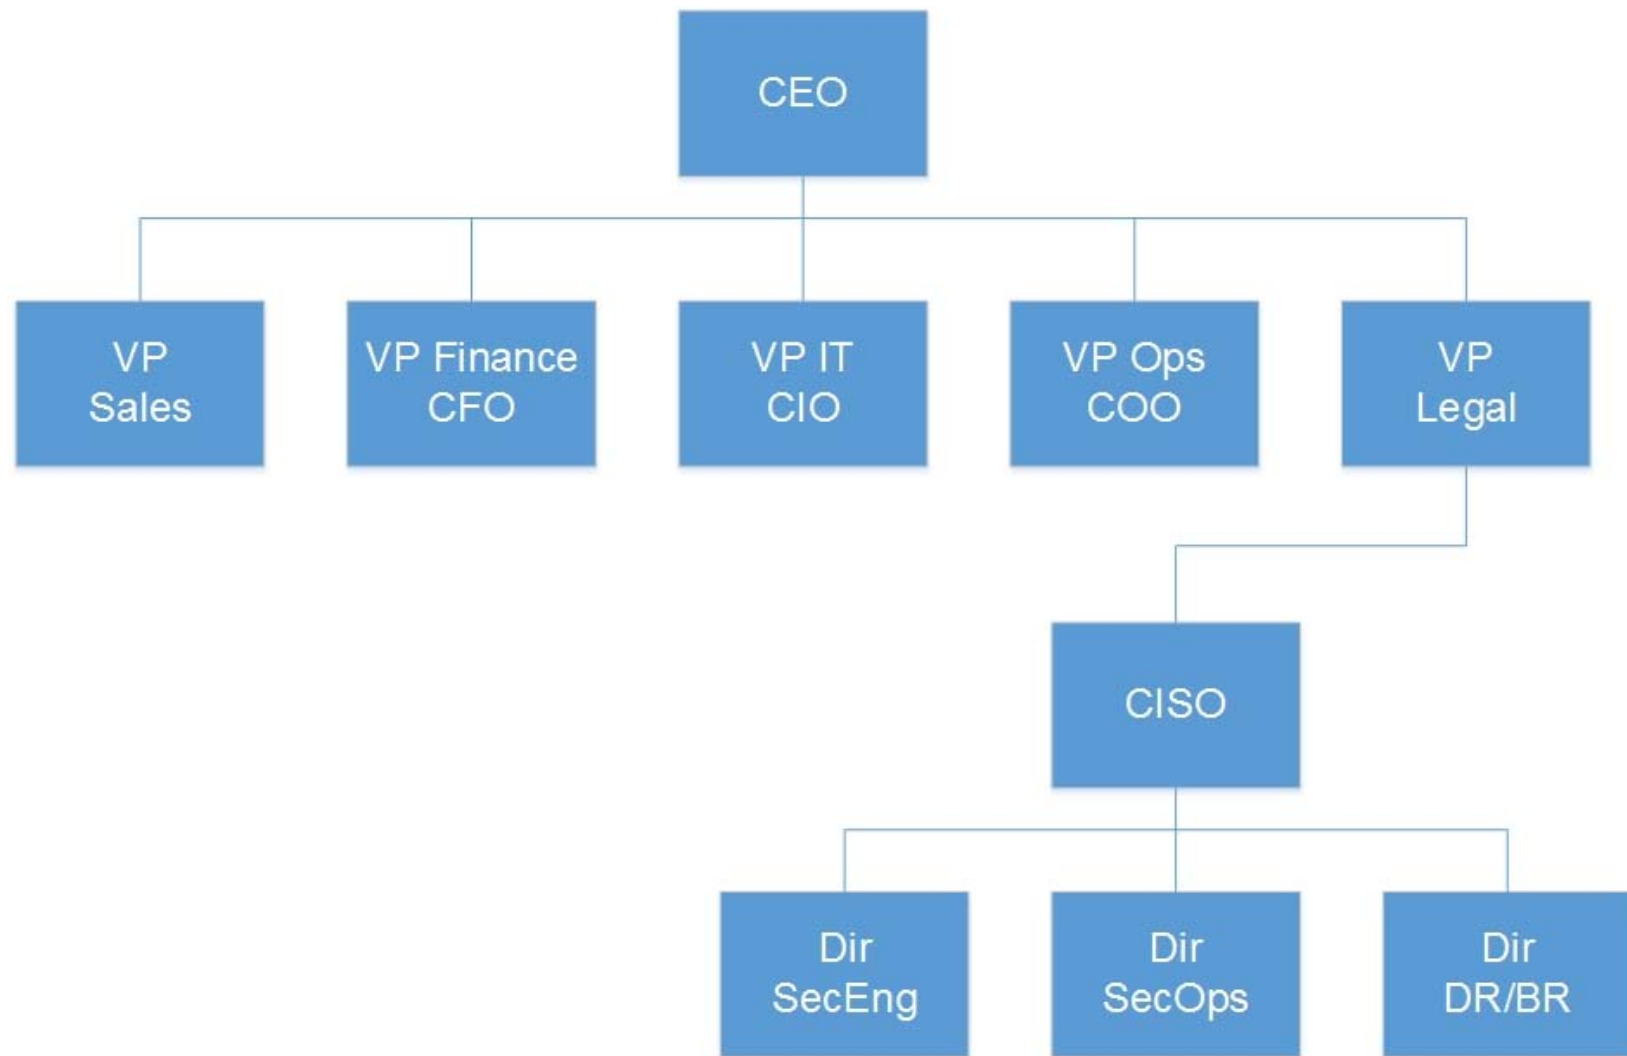 CEO
VP
Sales
VP Finance
CFO
VP IT
CIO
VP Ops
COO
VP
Legal
CISO
Dir
SecEng
Dir
SecOps
Dir
DR/BR